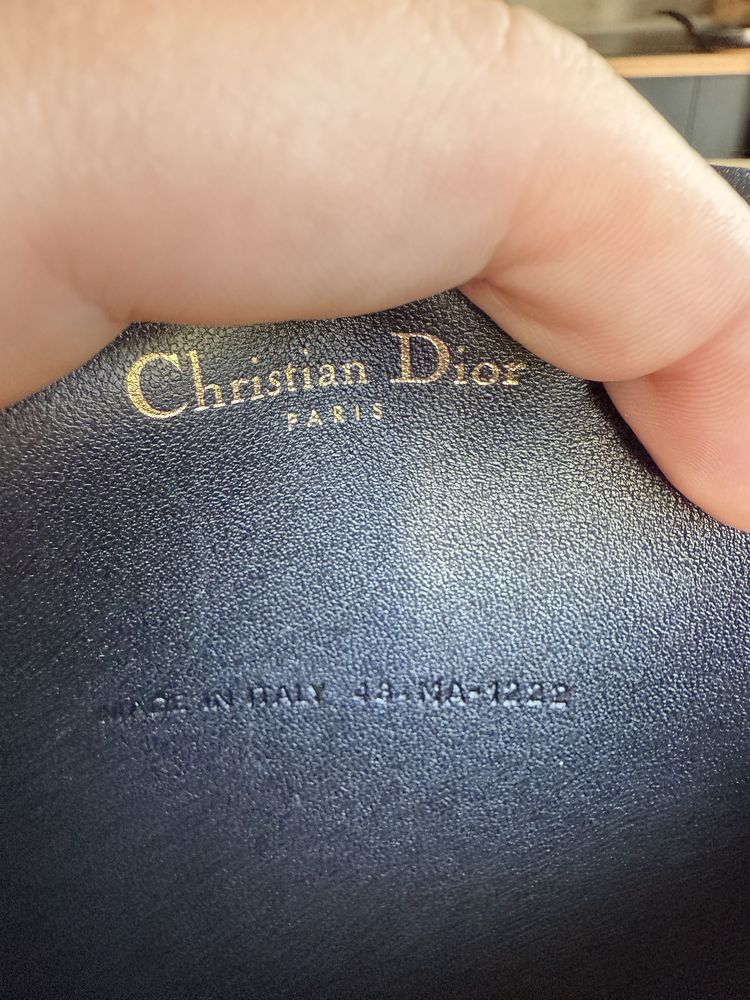 Christian Dior
PARIS
MADE IN ITALY 43-MA-1222